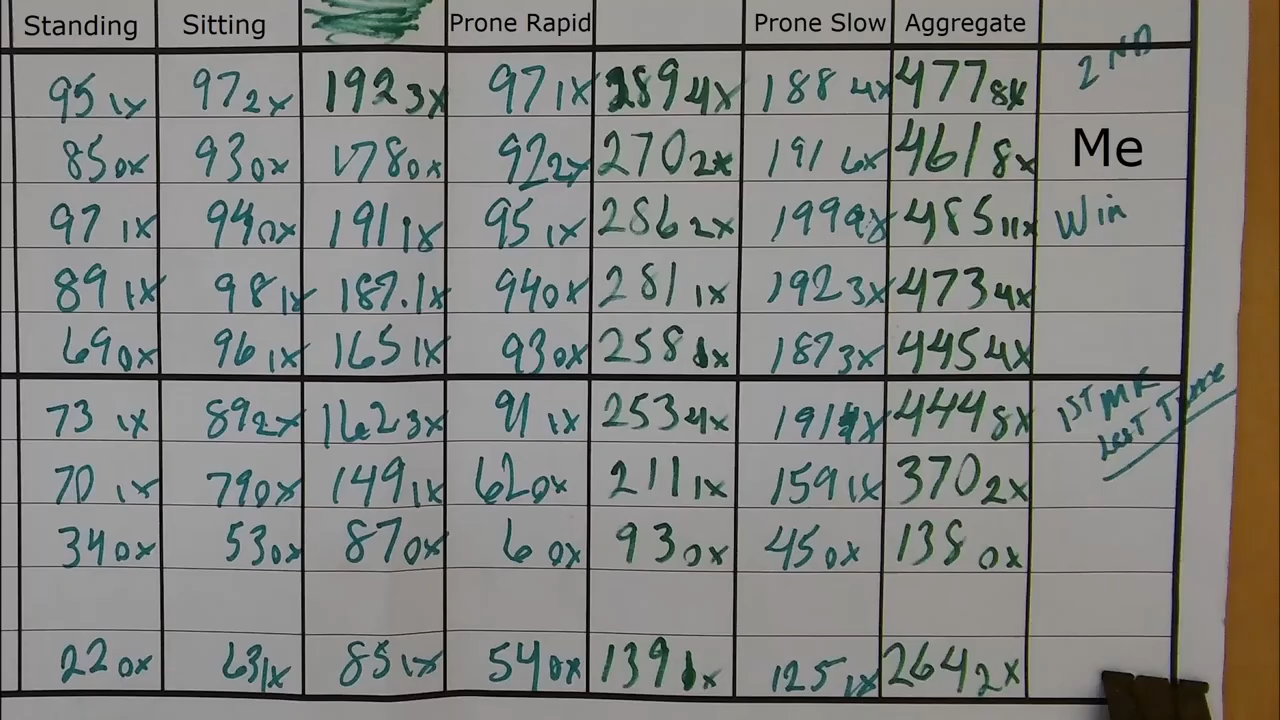 Standing Sitting Prone Rapid Prone Slow Aggregate
95 1x 97 2x 192 3x 97 1x 289 4x 188 4x 477 8x 2ND
85 0x 93 0x 178 0x 92 2x 270 2x 191 6x 461 8x Me
97 1x 94 0x 191 1x 95 1x 286 2x 199 9x 485 11x Win
89 1x 98 1x 187.1x 94 0x 281 1x 192 3x 473 4x
69 0x 96 1x 165 1x 93 0x 258 1x 187 3x 445 4x
73 1x 89 2x 162 3x 91 1x 253 4x 191 4x 444 8x 1ST MK
Last Time
70 1x 79 0x 149 1x 62 0x 211 1x 159 1x 370 2x
34 0x 53 0x 87 0x 6 0x 93 0x 45 0x 138 0x
22 0x 63 1x 85 1x 54 0x 139 1x 125 1x 264 2x